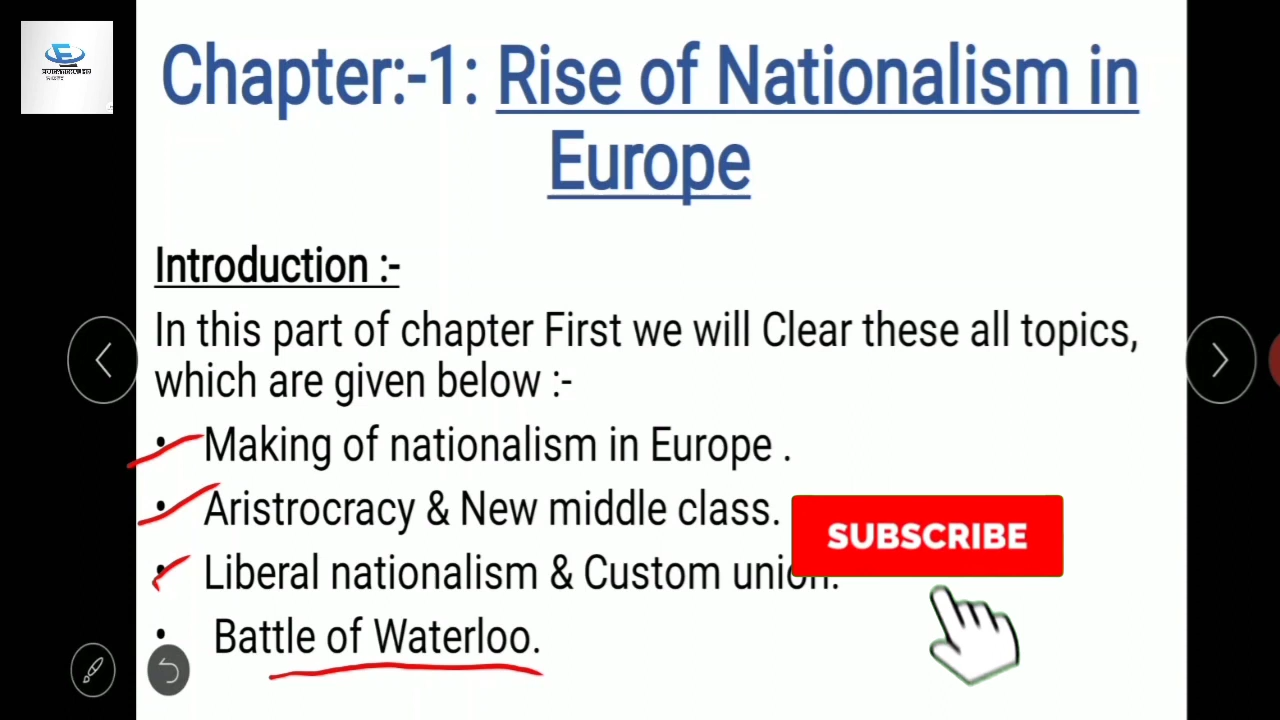 Chapter:-1: Rise of Nationalism in
Europe
Introduction :-
In this part of chapter First we will Clear these all topics,
which are given below :-
• Making of nationalism in Europe .
• Aristrocracy & New middle class.
SUBSCRIBE
• Liberal nationalism & Custom union.
• Battle of Waterloo.